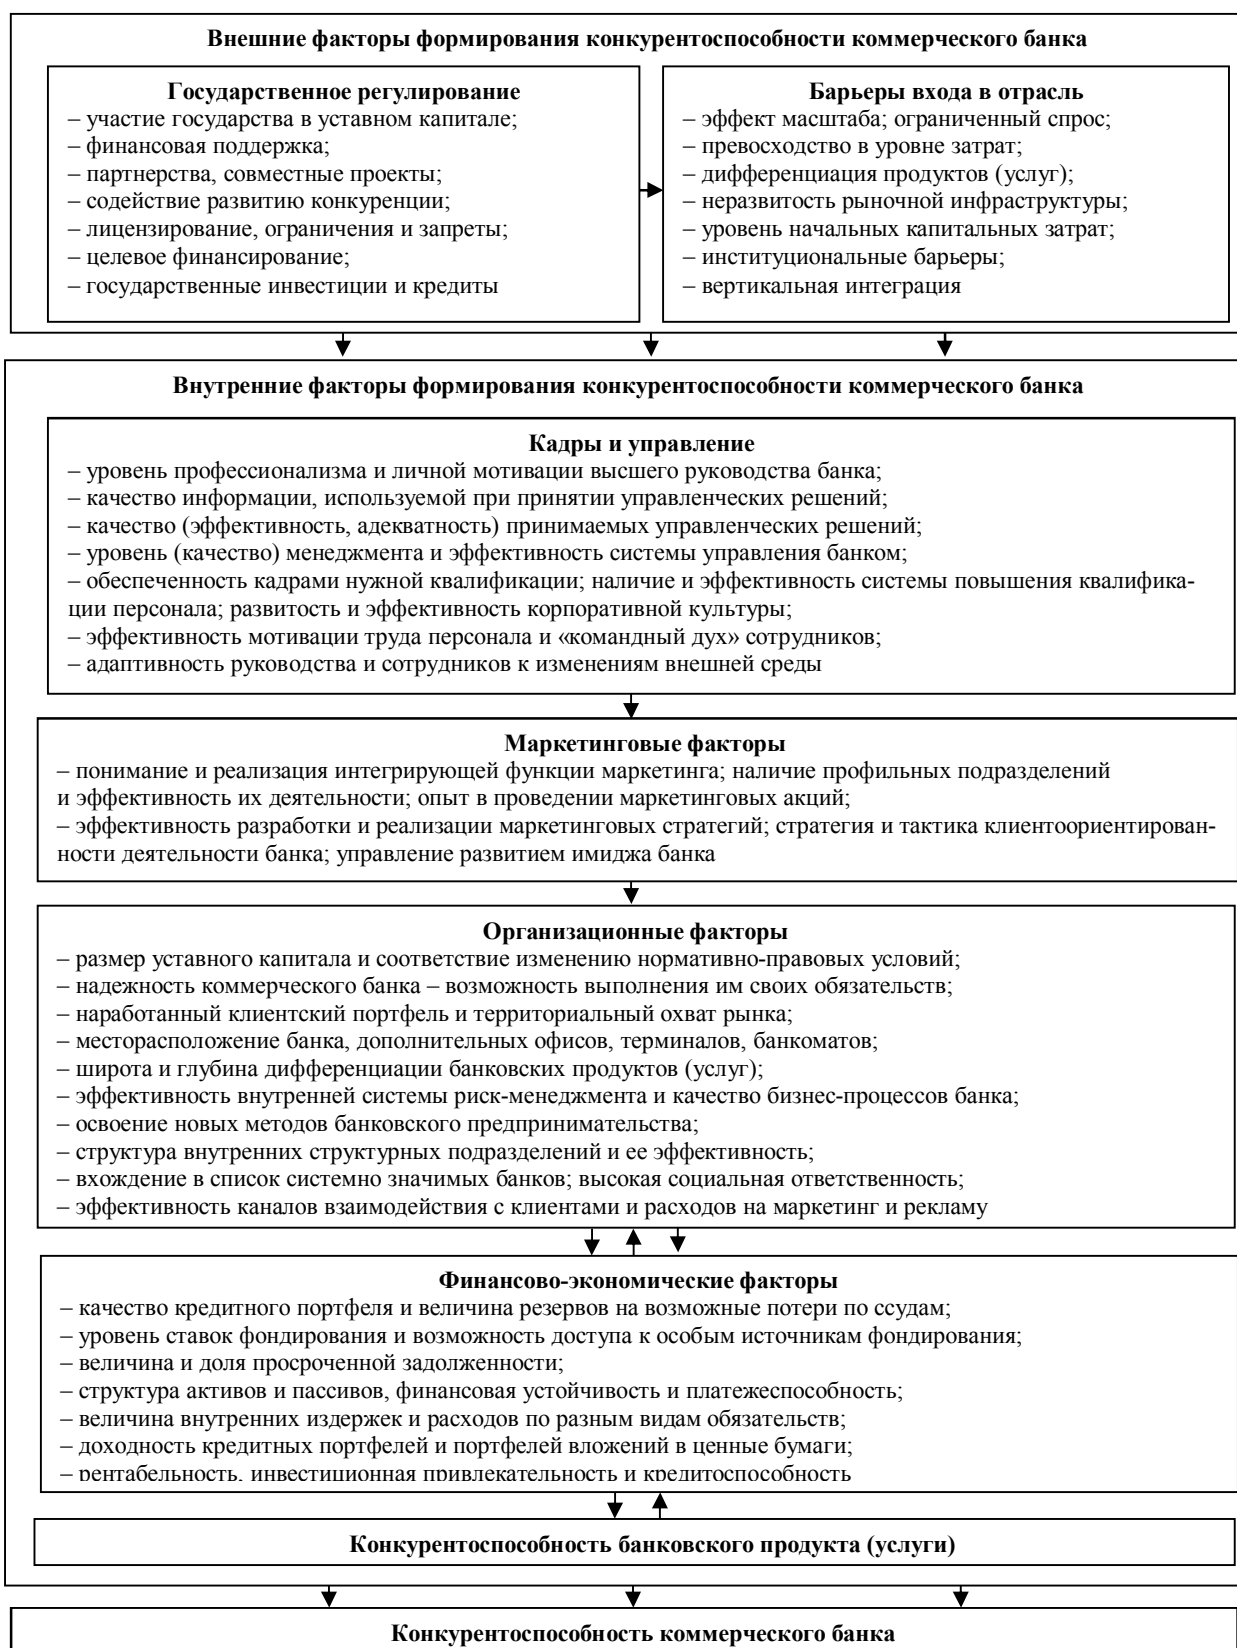 Внешние факторы формирования конкурентоспособности коммерческого банка
Государственное регулирование
– участие государства в уставном капитале;
– финансовая поддержка;
– партнерства, совместные проекты;
– содействие развитию конкуренции;
– лицензирование, ограничения и запреты;
– целевое финансирование;
– государственные инвестиции и кредиты
Барьеры входа в отрасль
– эффект масштаба; ограниченный спрос;
– превосходство в уровне затрат;
– дифференциация продуктов (услуг);
– неразвитость рыночной инфраструктуры;
– уровень начальных капитальных затрат;
– институциональные барьеры;
– вертикальная интеграция
Внутренние факторы формирования конкурентоспособности коммерческого банка
Кадры и управление
– уровень профессионализма и личной мотивации высшего руководства банка;
– качество информации, используемой при принятии управленческих решений;
– качество (эффективность, адекватность) принимаемых управленческих решений;
– уровень (качество) менеджмента и эффективность системы управления банком;
– обеспеченность кадрами нужной квалификации; наличие и эффективность системы повышения квалифика-
ции персонала; развитость и эффективность корпоративной культуры;
– эффективность мотивации труда персонала и «командный дух» сотрудников;
– адаптивность руководства и сотрудников к изменениям внешней среды
Маркетинговые факторы
– понимание и реализация интегрирующей функции маркетинга; наличие профильных подразделений
и эффективность их деятельности; опыт в проведении маркетинговых акций;
– эффективность разработки и реализации маркетинговых стратегий; стратегия и тактика клиентоориентирован-
ности деятельности банка; управление развитием имиджа банка
Организационные факторы
– размер уставного капитала и соответствие изменению нормативно-правовых условий;
– надежность коммерческого банка – возможность выполнения им своих обязательств;
– наработанный клиентский портфель и территориальный охват рынка;
– месторасположение банка, дополнительных офисов, терминалов, банкоматов;
– широта и глубина дифференциации банковских продуктов (услуг);
– эффективность внутренней системы риск-менеджмента и качество бизнес-процессов банка;
– освоение новых методов банковского предпринимательства;
– структура внутренних структурных подразделений и ее эффективность;
– вхождение в список системно значимых банков; высокая социальная ответственность;
– эффективность каналов взаимодействия с клиентами и расходов на маркетинг и рекламу
Финансово-экономические факторы
– качество кредитного портфеля и величина резервов на возможные потери по ссудам;
– уровень ставок фондирования и возможность доступа к особым источникам фондирования;
– величина и доля просроченной задолженности;
– структура активов и пассивов, финансовая устойчивость и платежеспособность;
– величина внутренних издержек и расходов по разным видам обязательств;
– доходность кредитных портфелей и портфелей вложений в ценные бумаги;
– рентабельность, инвестиционная привлекательность и кредитоспособность
Конкурентоспособность банковского продукта (услуги)
Конкурентоспособность коммерческого банка